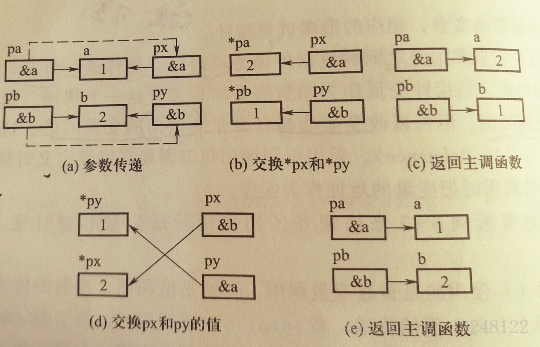 pa a px *pa px pa a
&a 1 &a 2 &a &a 2
pb b py *pb py pb b
&b 2 &b 1 &b &b 1
(a) 参数传递 (b) 交换*px和*py (c) 返回主调函数
*py px pa a
1 &b &a 1
*px py pb b
2 &a &b 2
(d) 交换px和py的值 (e) 返回主调函数
248122